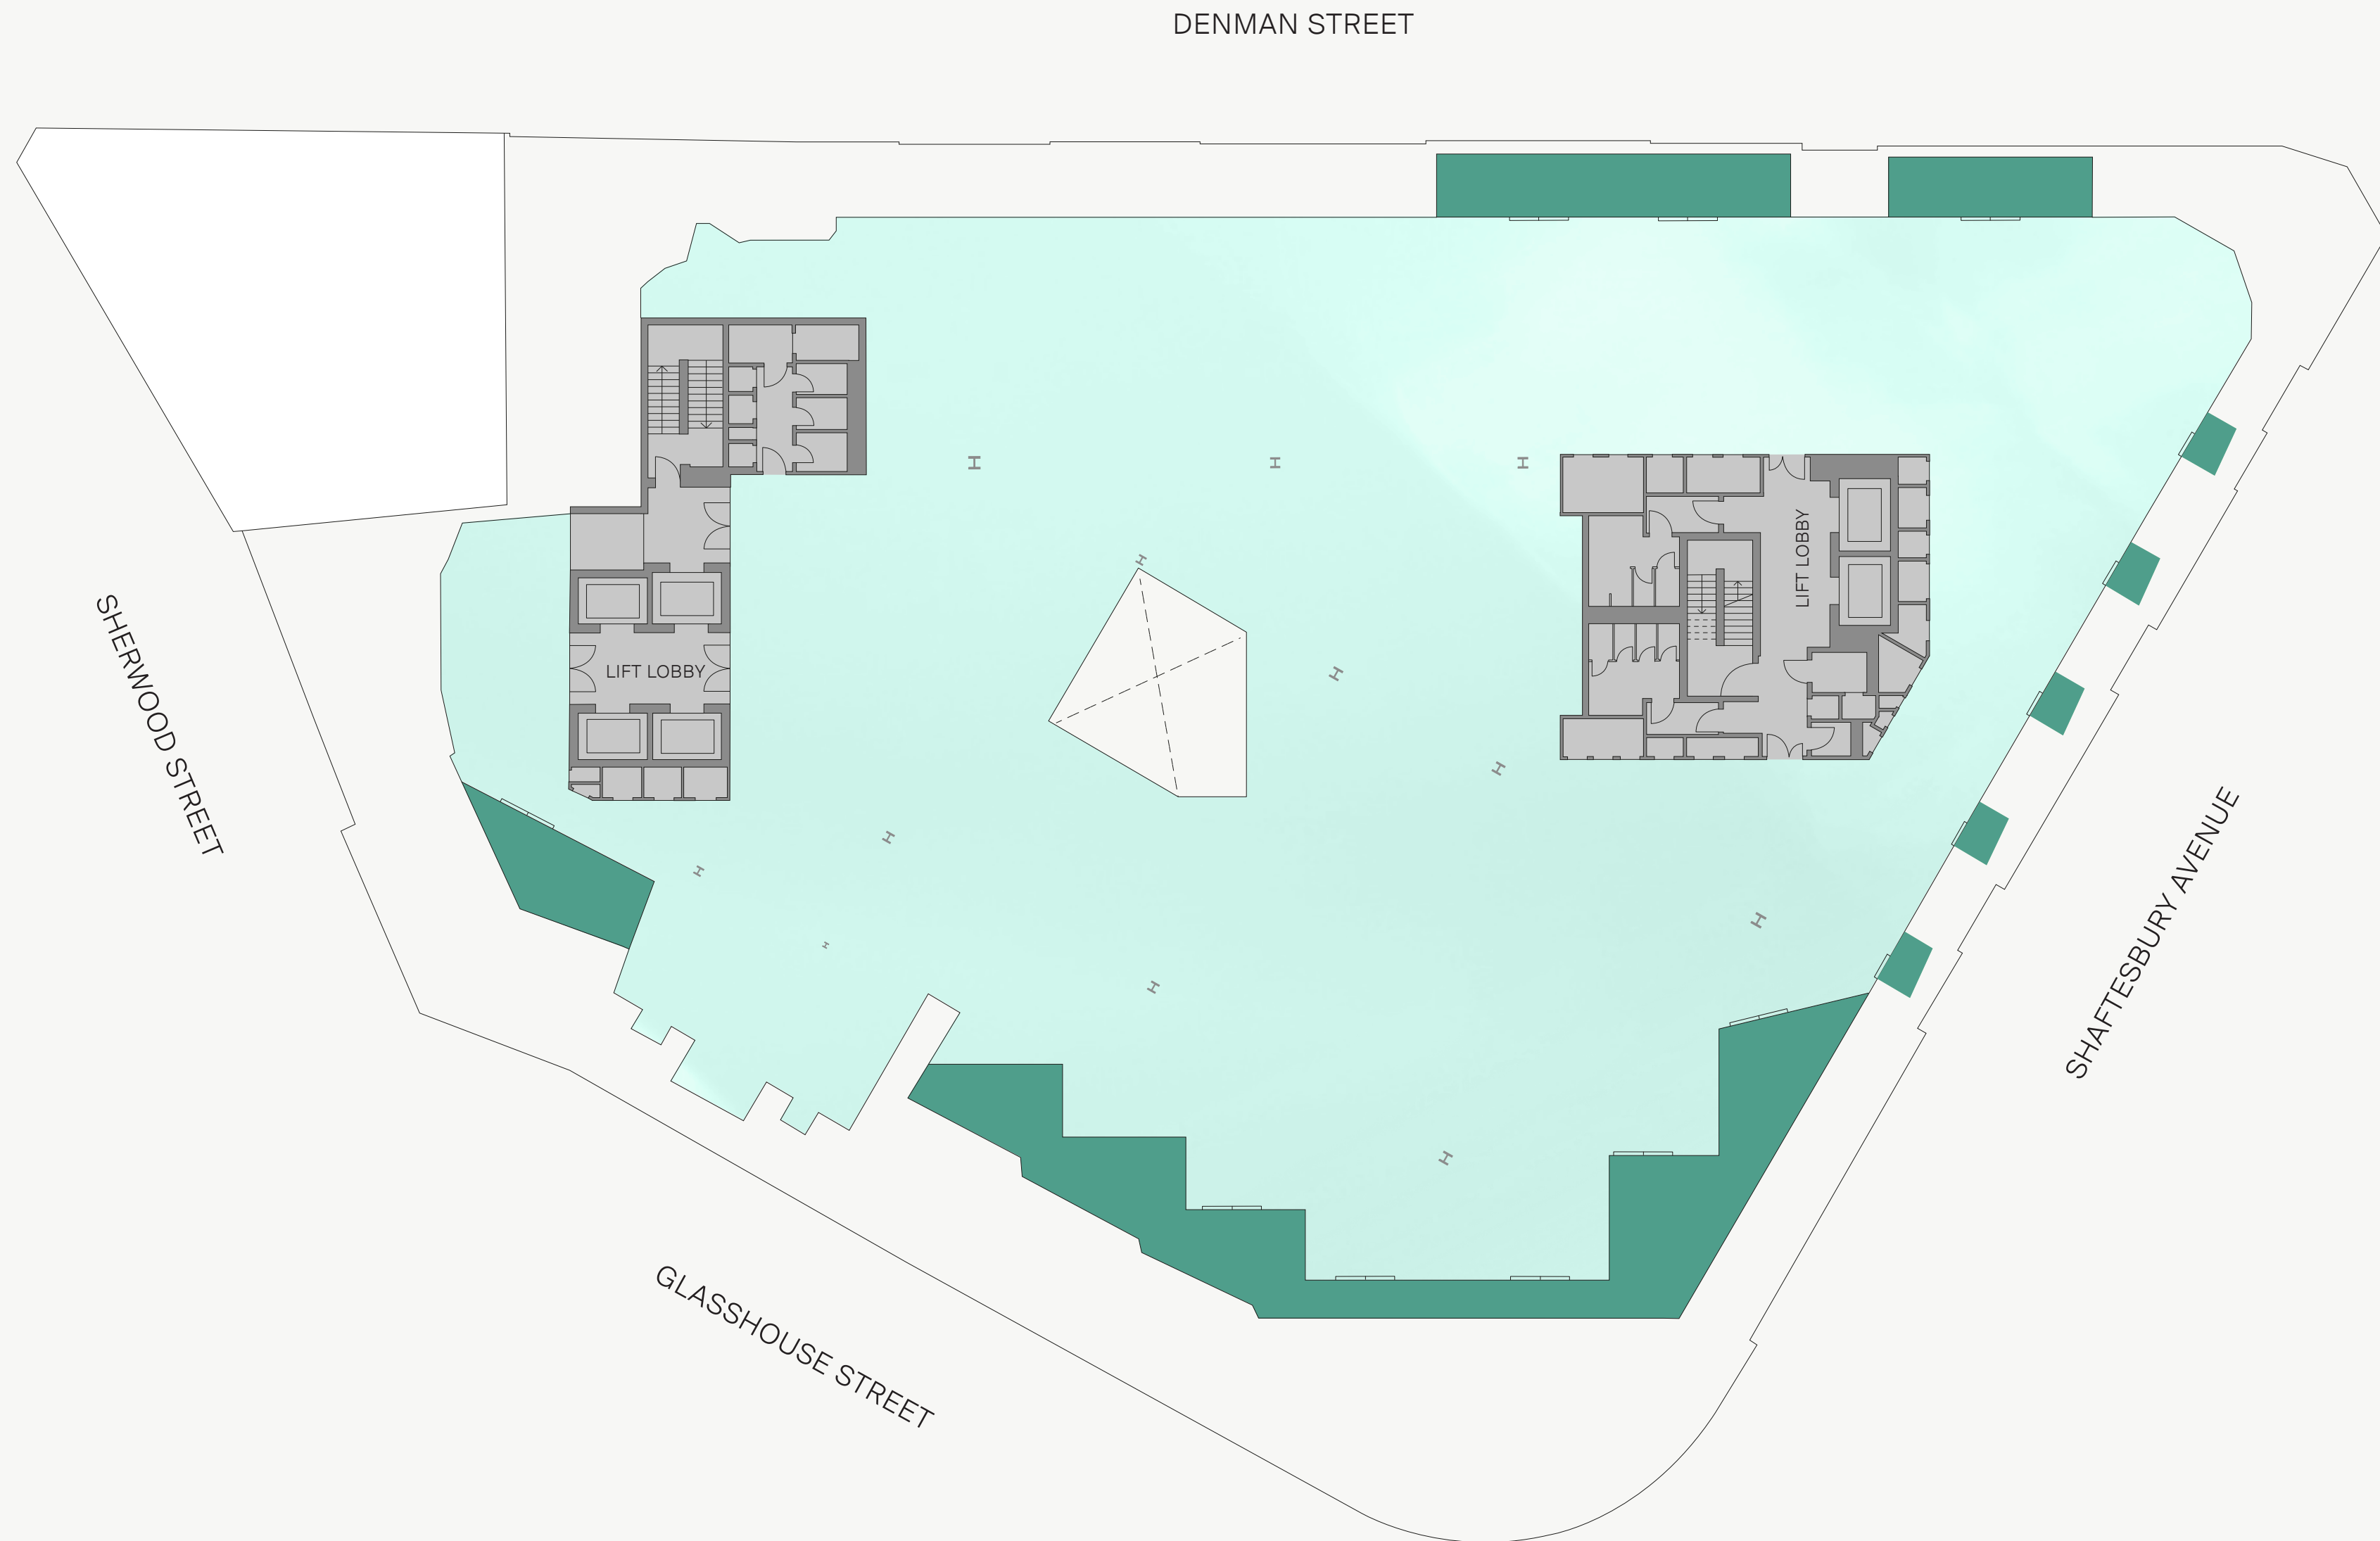 DENMAN STREET
LIFT LOBBY
SHERWOOD STREET
LIFT LOBBY
SHAFTESBURY AVENUE
GLASSHOUSE STREET